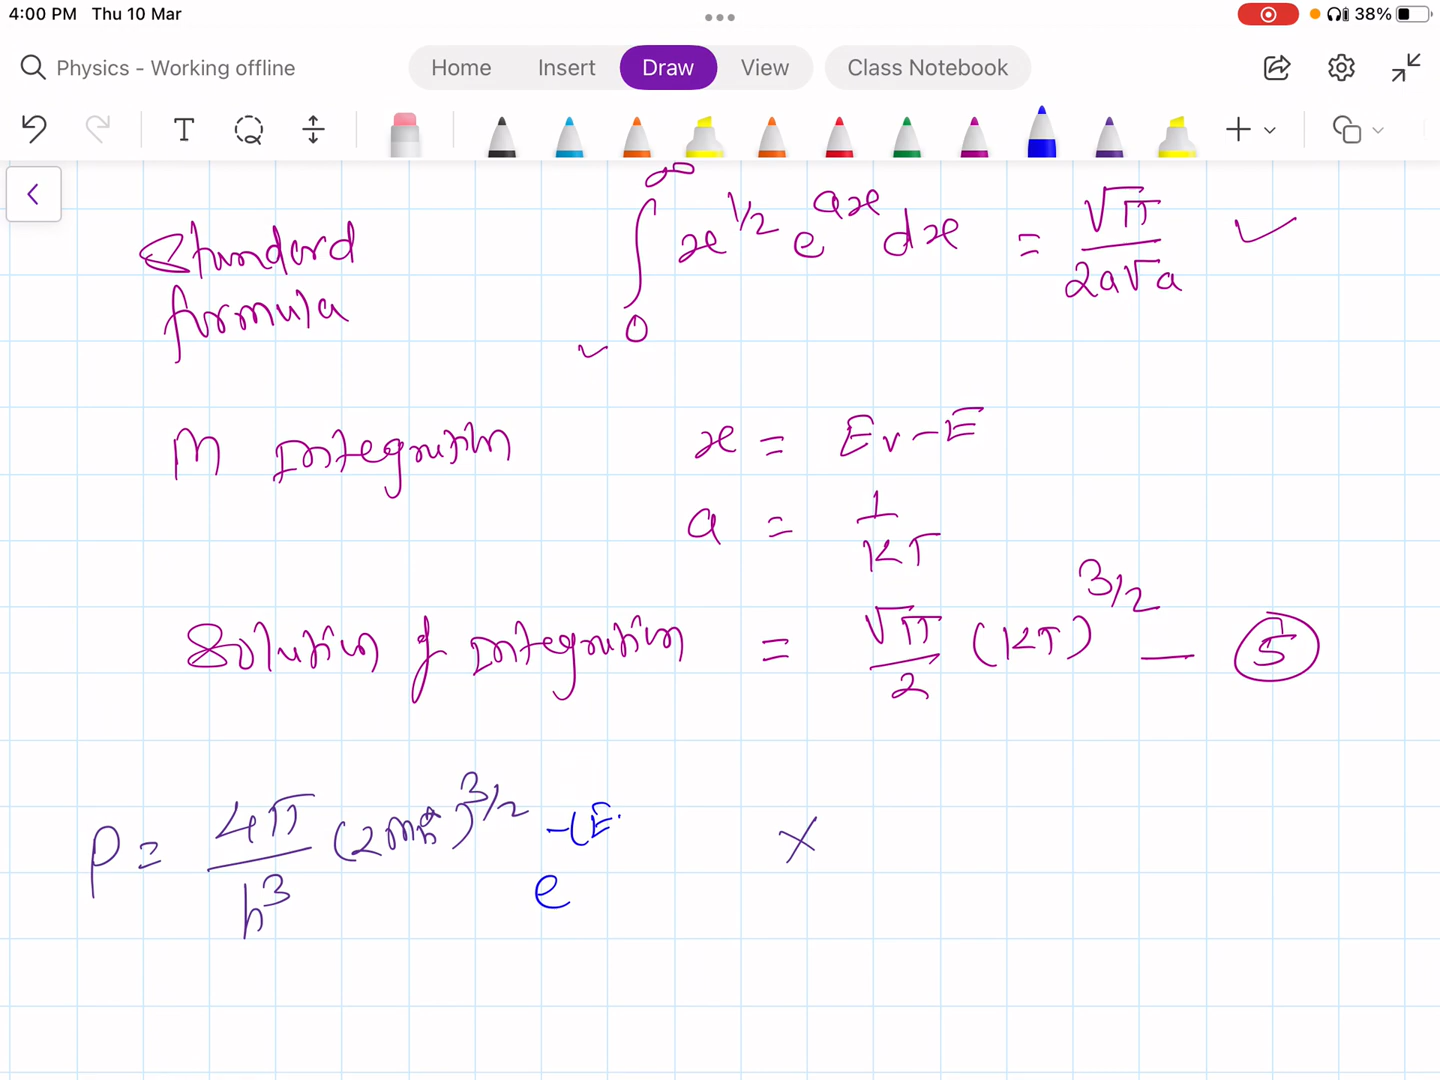 4:00 PM Thu 10 Mar 38%
Physics - Working offline Home Insert Draw View Class Notebook
T
Standard formula ∫₀^∞ x^1/2 e^ax dx = √π / 2a√a ✓
In Integration x = Ev - E
a = 1 / KT
Solution of Integration = √π / 2 (KT)^3/2 — ⑤
P = 4π / h³ (2mh*)^3/2 e^-(E. ×